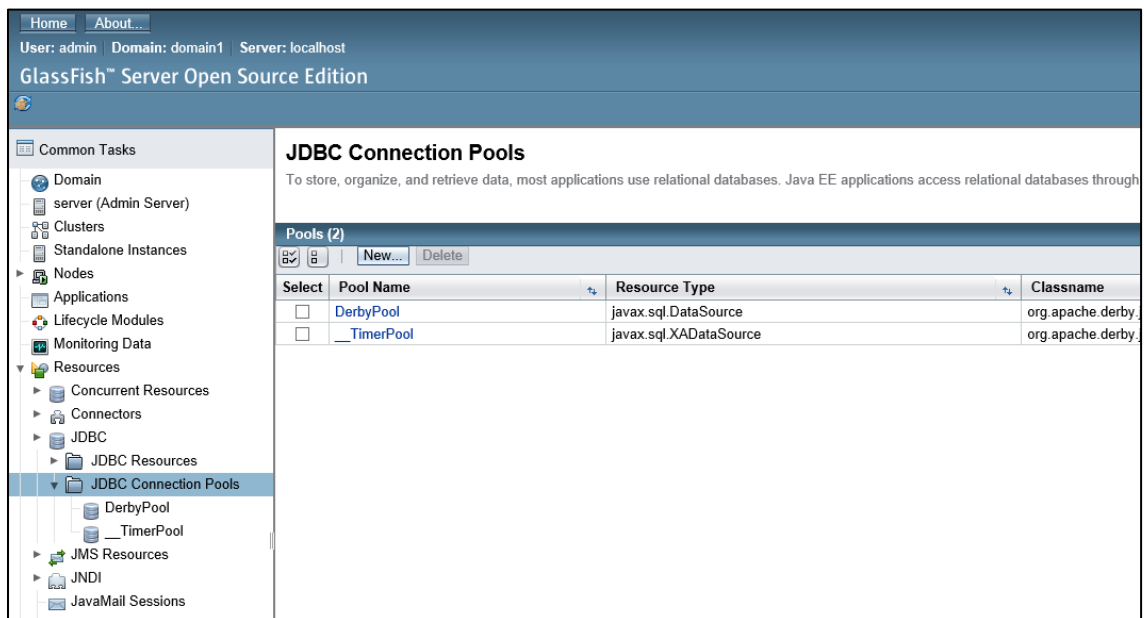 Home About...
User: admin Domain: domain1 Server: localhost
GlassFish™ Server Open Source Edition
Common Tasks
Domain
server (Admin Server)
Clusters
Standalone Instances
Nodes
Applications
Lifecycle Modules
Monitoring Data
Resources
Concurrent Resources
Connectors
JDBC
JDBC Resources
JDBC Connection Pools
DerbyPool
__TimerPool
JMS Resources
JNDI
JavaMail Sessions
JDBC Connection Pools
To store, organize, and retrieve data, most applications use relational databases. Java EE applications access relational databases through
Pools (2)
New... Delete
Select Pool Name Resource Type Classname
DerbyPool javax.sql.DataSource org.apache.derby.
__TimerPool javax.sql.XADataSource org.apache.derby.